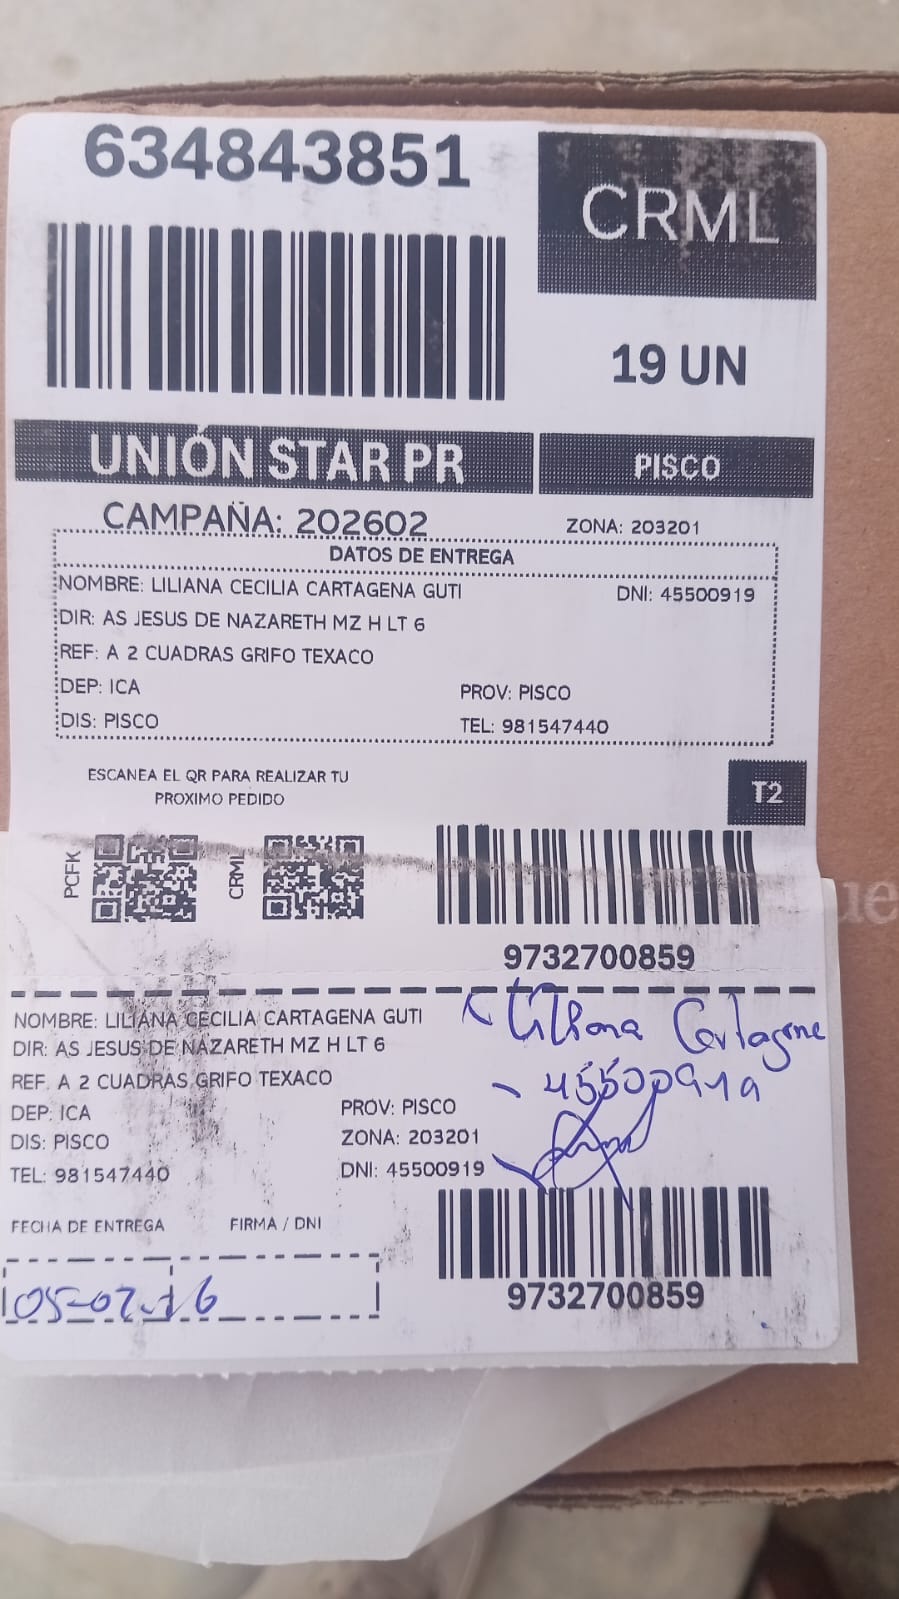 634843851
CRML
19 UN
UNIÓN STAR PR
PISCO
CAMPAÑA: 202602
ZONA: 203201
DATOS DE ENTREGA
NOMBRE: LILIANA CECILIA CARTAGENA GUTI
DNI: 45500919
DIR: AS JESUS DE NAZARETH MZ H LT 6
REF: A 2 CUADRAS GRIFO TEXACO
DEP: ICA
PROV: PISCO
DIS: PISCO
TEL: 981547440
ESCANEA EL QR PARA REALIZAR TU
PROXIMO PEDIDO
T2
PCFK
CRML
9732700859
NOMBRE: LILIANA CECILIA CARTAGENA GUTI
DIR: AS JESUS DE NAZARETH MZ H LT 6
REF. A 2 CUADRAS GRIFO TEXACO
DEP: ICA
PROV: PISCO
DIS: PISCO
ZONA: 203201
TEL: 981547440
DNI: 45500919
Liliana Cartagena
45500919
FECHA DE ENTREGA
FIRMA / DNI
9732700859